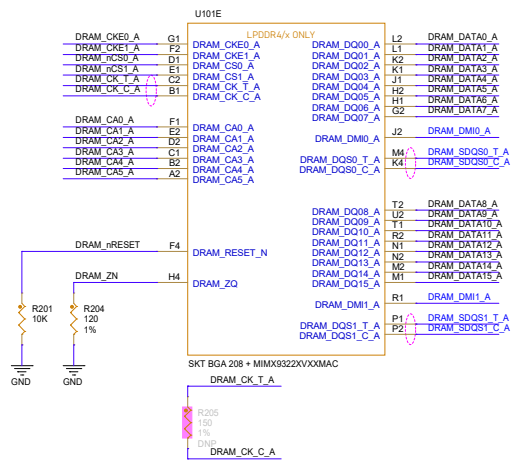 U101E
LPDDR4/x ONLY
DRAM_CKE0_A G1 DRAM_CKE0_A DRAM_DQ00_A L2 DRAM_DATA0_A
DRAM_CKE1_A F2 DRAM_CKE1_A DRAM_DQ01_A L1 DRAM_DATA1_A
DRAM_nCS0_A D1 DRAM_CS0_A DRAM_DQ02_A K2 DRAM_DATA2_A
DRAM_nCS1_A E1 DRAM_CS1_A DRAM_DQ03_A K1 DRAM_DATA3_A
DRAM_CK_T_A C2 DRAM_CK_T_A DRAM_DQ04_A J1 DRAM_DATA4_A
DRAM_CK_C_A B1 DRAM_CK_C_A DRAM_DQ05_A H2 DRAM_DATA5_A
DRAM_DQ06_A H1 DRAM_DATA6_A
DRAM_DQ07_A G2 DRAM_DATA7_A
DRAM_CA0_A F1 DRAM_CA0_A
DRAM_CA1_A E2 DRAM_CA1_A DRAM_DMI0_A J2 DRAM_DMI0_A
DRAM_CA2_A D2 DRAM_CA2_A
DRAM_CA3_A C1 DRAM_CA3_A DRAM_DQS0_T_A M4 DRAM_SDQS0_T_A
DRAM_CA4_A B2 DRAM_CA4_A DRAM_DQS0_C_A K4 DRAM_SDQS0_C_A
DRAM_CA5_A A2 DRAM_CA5_A
DRAM_DQ08_A T2 DRAM_DATA8_A
DRAM_DQ09_A U2 DRAM_DATA9_A
DRAM_DQ10_A T1 DRAM_DATA10_A
DRAM_DQ11_A R2 DRAM_DATA11_A
DRAM_nRESET F4 DRAM_RESET_N DRAM_DQ12_A N1 DRAM_DATA12_A
DRAM_DQ13_A N2 DRAM_DATA13_A
DRAM_DQ14_A M2 DRAM_DATA14_A
DRAM_ZN H4 DRAM_ZQ DRAM_DQ15_A M1 DRAM_DATA15_A
DRAM_DMI1_A R1 DRAM_DMI1_A
DRAM_DQS1_T_A P1 DRAM_SDQS1_T_A
DRAM_DQS1_C_A P2 DRAM_SDQS1_C_A
R201
10K
R204
120
1%
GND
GND
SKT BGA 208 + MIMX9322XVXXMAC
DRAM_CK_T_A
R205
150
1%
DNP
DRAM_CK_C_A